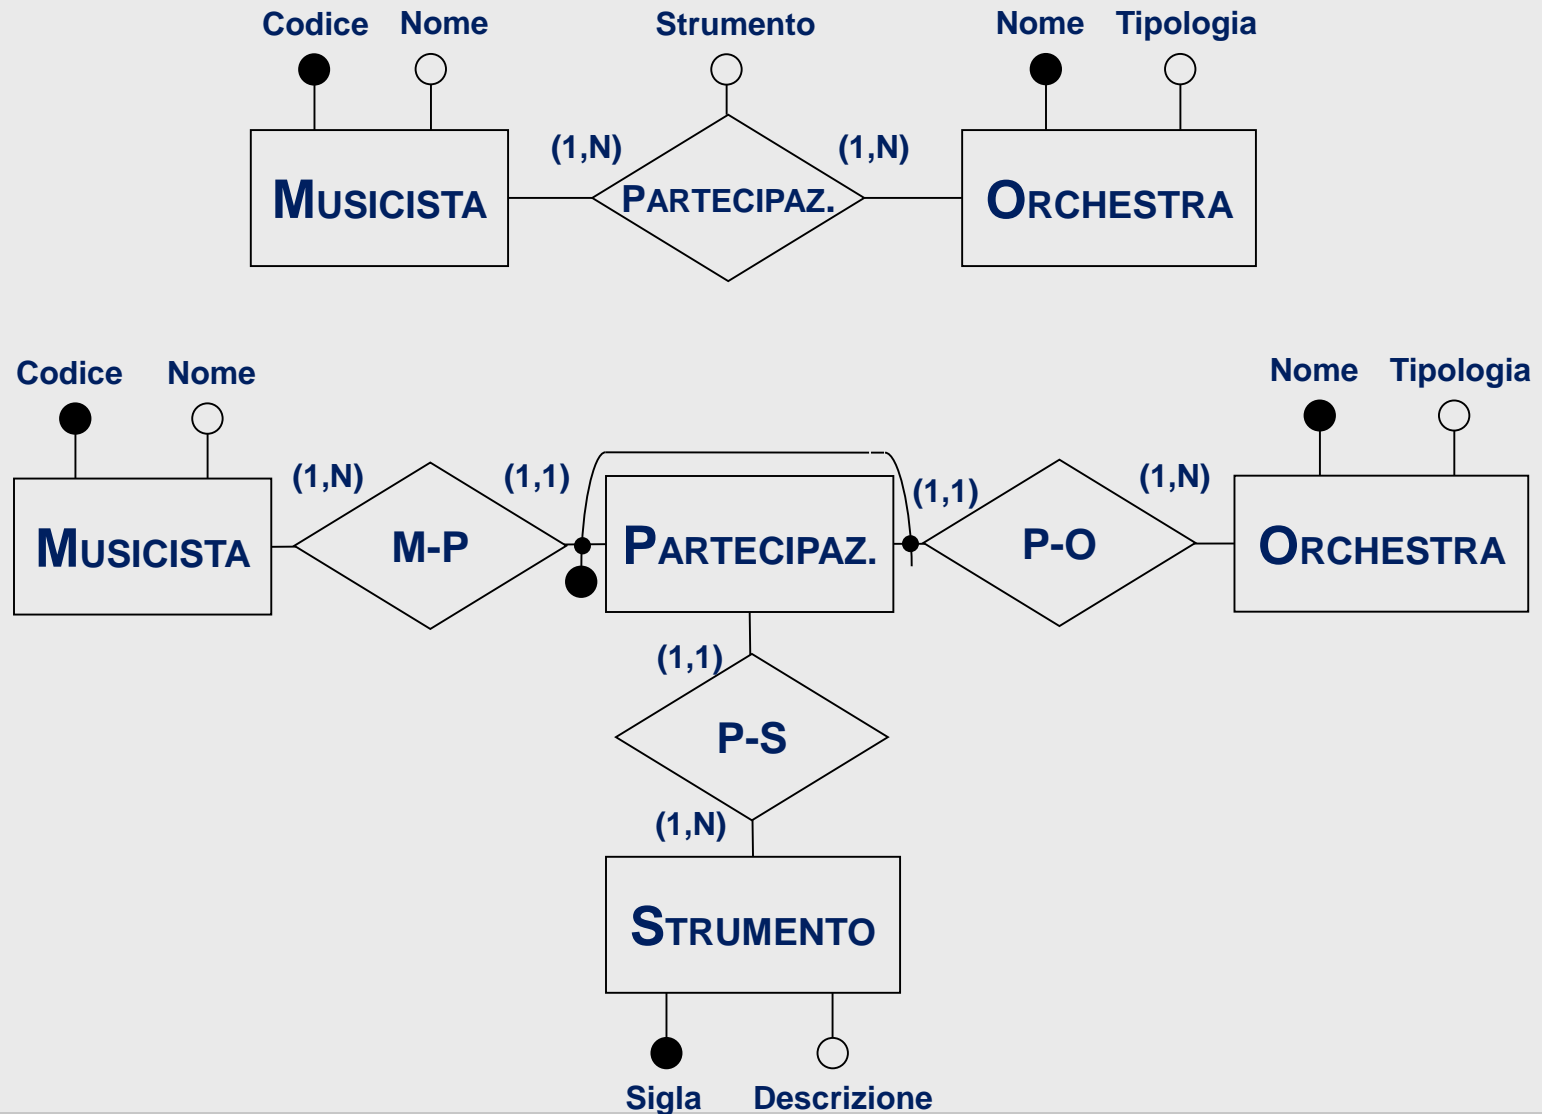 Codice Nome Strumento Nome Tipologia
(1,N) (1,N)
MUSICISTA PARTECIPAZ. ORCHESTRA
Codice Nome Nome Tipologia
(1,N) (1,1) (1,1) (1,N)
MUSICISTA M-P PARTECIPAZ. P-O ORCHESTRA
(1,1)
P-S
(1,N)
STRUMENTO
Sigla Descrizione